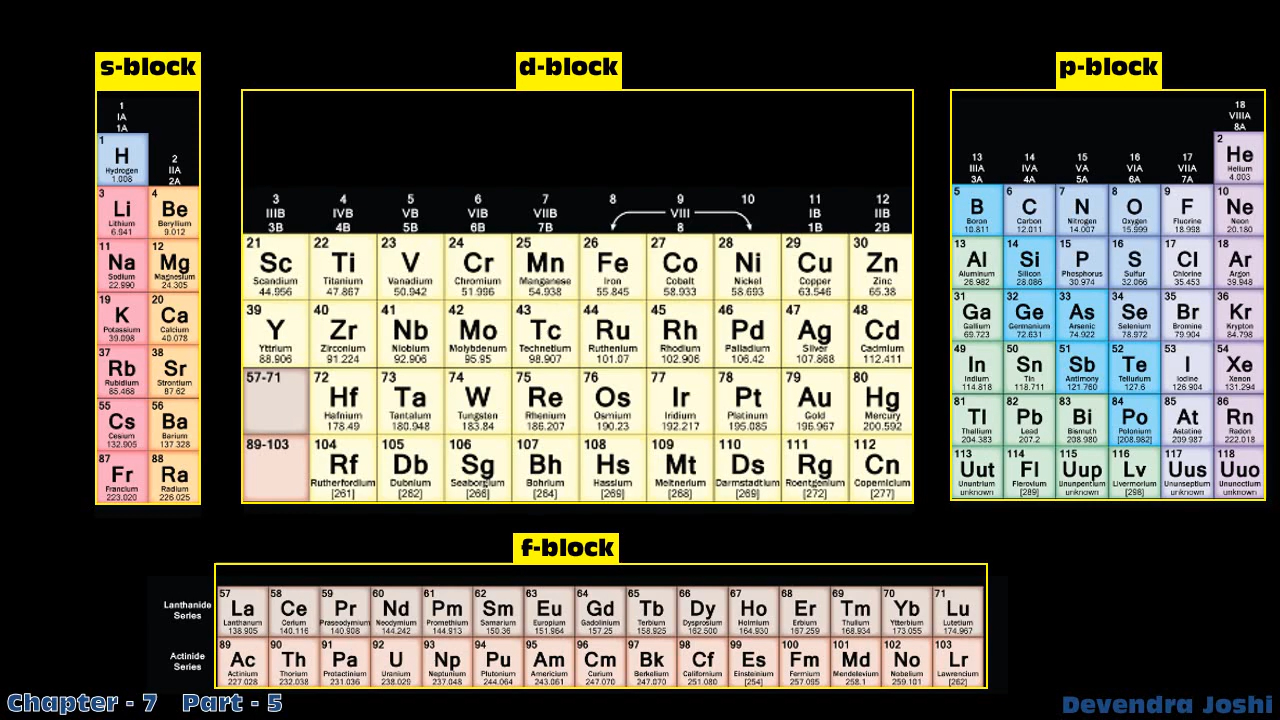 s-block
d-block
p-block
1
IA
1A
2
IIA
2A
1
H
Hydrogen
1.008
3 4
Li Be
Lithium Beryllium
6.941 9.012
11 12
Na Mg
Sodium Magnesium
22.990 24.305
19 20
K Ca
Potassium Calcium
39.098 40.078
37 38
Rb Sr
Rubidium Strontium
85.468 87.62
55 56
Cs Ba
Cesium Barium
132.905 137.328
87 88
Fr Ra
Francium Radium
223.020 226.025
3 4 5 6 7 8 9 10 11 12
IIIB IVB VB VIB VIIB VIII IB IIB
3B 4B 5B 6B 7B 8 1B 2B
21 22 23 24 25 26 27 28 29 30
Sc Ti V Cr Mn Fe Co Ni Cu Zn
Scandium Titanium Vanadium Chromium Manganese Iron Cobalt Nickel Copper Zinc
44.956 47.867 50.942 51.996 54.938 55.845 58.933 58.693 63.546 65.38
39 40 41 42 43 44 45 46 47 48
Y Zr Nb Mo Tc Ru Rh Pd Ag Cd
Yttrium Zirconium Niobium Molybdenum Technetium Ruthenium Rhodium Palladium Silver Cadmium
88.906 91.224 92.906 95.95 98.907 101.07 102.906 106.42 107.868 112.411
57-71 72 73 74 75 76 77 78 79 80
Hf Ta W Re Os Ir Pt Au Hg
Hafnium Tantalum Tungsten Rhenium Osmium Iridium Platinum Gold Mercury
178.49 180.948 183.84 186.207 190.23 192.217 195.085 196.967 200.592
89-103 104 105 106 107 108 109 110 111 112
Rf Db Sg Bh Hs Mt Ds Rg Cn
Rutherfordium Dubnium Seaborgium Bohrium Hassium Meitnerium Darmstadtium Roentgenium Copernicium
[261] [262] [266] [264] [269] [268] [269] [272] [277]
18
VIIIA
8A
13 14 15 16 17
IIIA IVA VA VIA VIIA
3A 4A 5A 6A 7A
2
He
Helium
4.003
5 6 7 8 9 10
B C N O F Ne
Boron Carbon Nitrogen Oxygen Fluorine Neon
10.811 12.011 14.007 15.999 18.998 20.180
13 14 15 16 17 18
Al Si P S Cl Ar
Aluminum Silicon Phosphorus Sulfur Chlorine Argon
26.982 28.086 30.974 32.066 35.453 39.948
31 32 33 34 35 36
Ga Ge As Se Br Kr
Gallium Germanium Arsenic Selenium Bromine Krypton
69.723 72.631 74.922 78.972 79.904 84.798
49 50 51 52 53 54
In Sn Sb Te I Xe
Indium Tin Antimony Tellurium Iodine Xenon
114.818 118.711 121.760 127.6 126.904 131.294
81 82 83 84 85 86
Tl Pb Bi Po At Rn
Thallium Lead Bismuth Polonium Astatine Radon
204.383 207.2 208.980 [208.982] 209.987 222.018
113 114 115 116 117 118
Uut Fl Uup Lv Uus Uuo
Ununtrium Flerovium Ununpentium Livermorium Ununseptium Ununoctium
unknown [289] unknown [298] unknown unknown
f-block
Lanthanide
Series
57 58 59 60 61 62 63 64 65 66 67 68 69 70 71
La Ce Pr Nd Pm Sm Eu Gd Tb Dy Ho Er Tm Yb Lu
Lanthanum Cerium Praseodymium Neodymium Promethium Samarium Europium Gadolinium Terbium Dysprosium Holmium Erbium Thulium Ytterbium Lutetium
138.905 140.116 140.908 144.242 144.913 150.36 151.964 157.25 158.925 162.500 164.930 167.259 168.934 173.055 174.967
Actinide
Series
89 90 91 92 93 94 95 96 97 98 99 100 101 102 103
Ac Th Pa U Np Pu Am Cm Bk Cf Es Fm Md No Lr
Actinium Thorium Protactinium Uranium Neptunium Plutonium Americium Curium Berkelium Californium Einsteinium Fermium Mendelevium Nobelium Lawrencium
227.028 232.038 231.036 238.029 237.048 244.064 243.061 247.070 247.070 251.080 [254] 257.095 258.1 259.101 [262]
Chapter - 7 Part - 5
Devendra Joshi